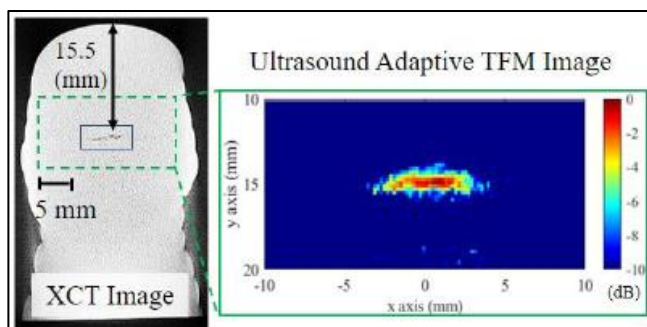 15.5
(mm)
5 mm
XCT Image
Ultrasound Adaptive TFM Image
10
15
20
y axis (mm)
-10
-5
0
5
10
x axis (mm)
0
-2
-4
-6
-8
-10
(dB)